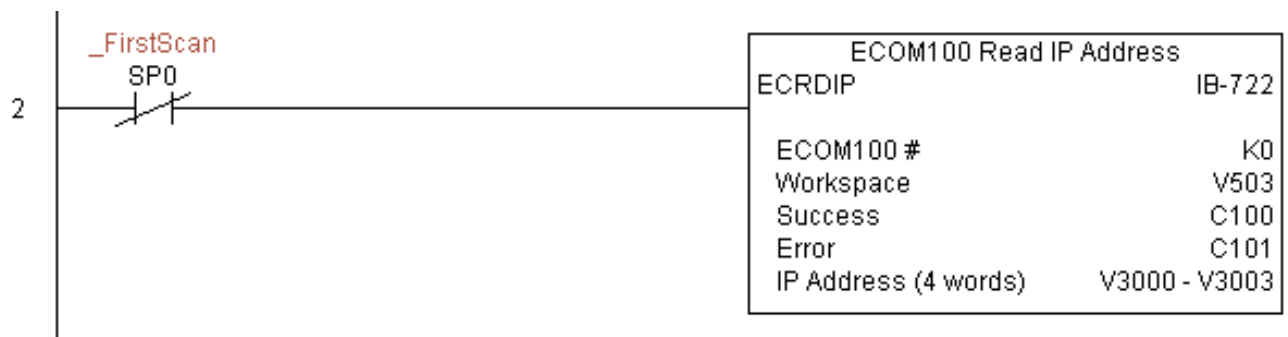 _FirstScan
SP0
2
ECOM100 Read IP Address
ECRDIP IB-722
ECOM100 # K0
Workspace V503
Success C100
Error C101
IP Address (4 words) V3000 - V3003